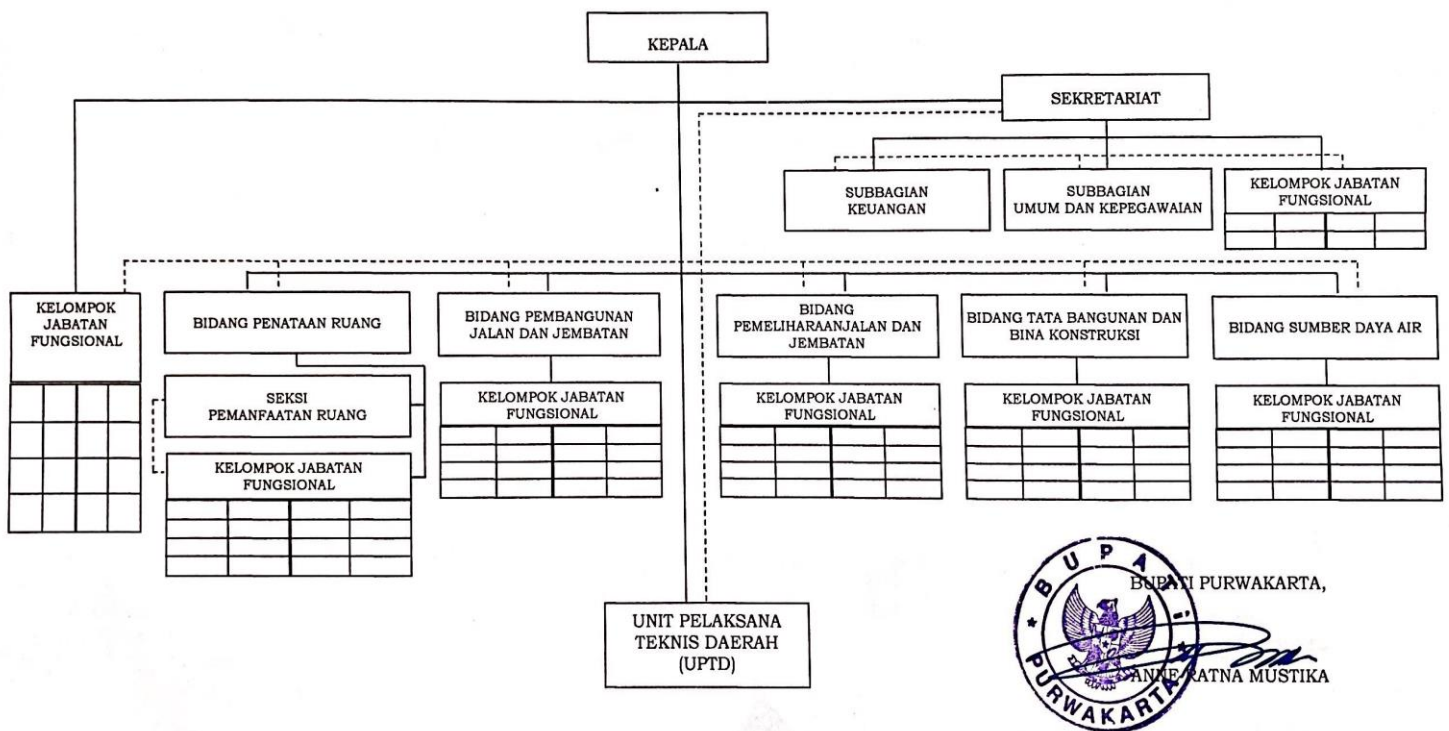 KEPALA
SEKRETARIAT
SUBBAGIAN
KEUANGAN
SUBBAGIAN
UMUM DAN KEPEGAWAIAN
KELOMPOK JABATAN
FUNGSIONAL
KELOMPOK
JABATAN
FUNGSIONAL
BIDANG PENATAAN RUANG
BIDANG PEMBANGUNAN
JALAN DAN JEMBATAN
BIDANG
PEMELIHARAANJALAN DAN
JEMBATAN
BIDANG TATA BANGUNAN DAN
BINA KONSTRUKSI
BIDANG SUMBER DAYA AIR
SEKSI
PEMANFAATAN RUANG
KELOMPOK JABATAN
FUNGSIONAL
KELOMPOK JABATAN
FUNGSIONAL
KELOMPOK JABATAN
FUNGSIONAL
KELOMPOK JABATAN
FUNGSIONAL
KELOMPOK JABATAN
FUNGSIONAL
UNIT PELAKSANA
TEKNIS DAERAH
(UPTD)
BUPATI PURWAKARTA,
ANNE RATNA MUSTIKA
BUPATI
PURWAKARTA